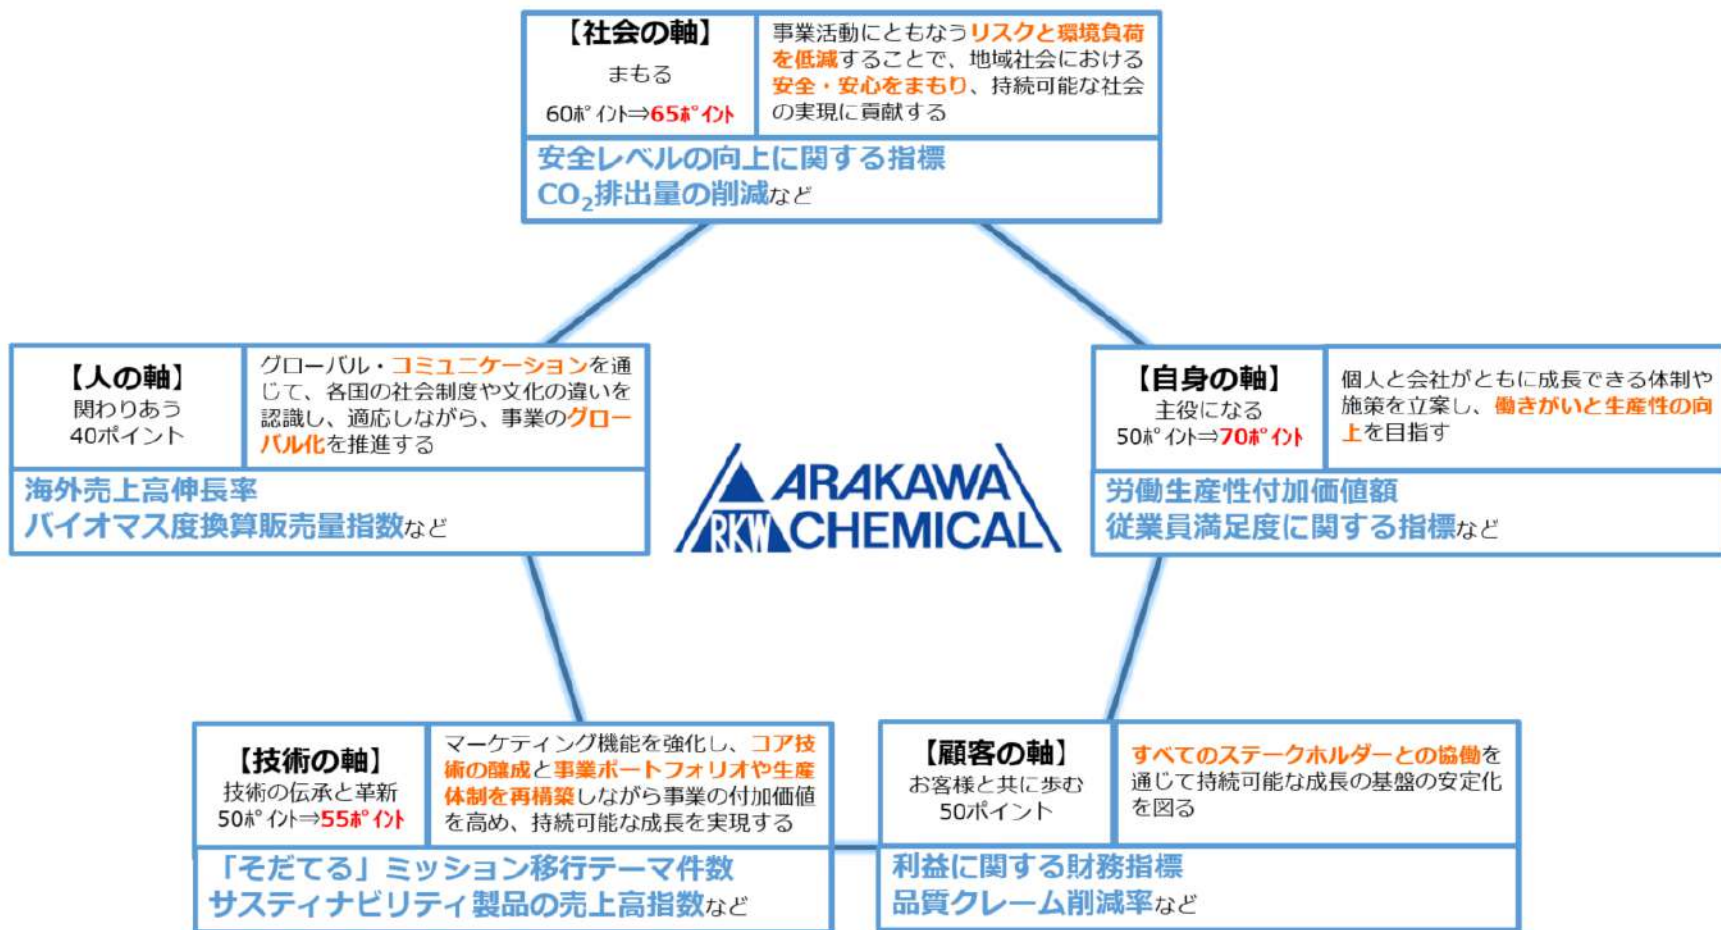 【社会の軸】
まもる
60ポイント⇒65ポイント
事業活動にともなうリスクと環境負荷
を低減することで、地域社会における
安全・安心をまもり、持続可能な社会
の実現に貢献する
安全レベルの向上に関する指標
CO₂排出量の削減など
【人の軸】
関わりあう
40ポイント
グローバル・コミュニケーションを通
じて、各国の社会制度や文化の違いを
認識し、適応しながら、事業のグロー
バル化を推進する
海外売上高伸長率
バイオマス度換算販売量指数など
RKW
ARAKAWA
CHEMICAL
【自身の軸】
主役になる
50ポイント⇒70ポイント
個人と会社がともに成長できる体制や
施策を立案し、働きがいと生産性の向
上を目指す
労働生産性付加価値額
従業員満足度に関する指標など
【技術の軸】
技術の伝承と革新
50ポイント⇒55ポイント
マーケティング機能を強化し、コア技
術の醸成と事業ポートフォリオや生産
体制を再構築しながら事業の付加価値
を高め、持続可能な成長を実現する
「そだてる」ミッション移行テーマ件数
サスティナビリティ製品の売上高指数など
【顧客の軸】
お客様と共に歩む
50ポイント
すべてのステークホルダーとの協働を
通じて持続可能な成長の基盤の安定化
を図る
利益に関する財務指標
品質クレーム削減率など